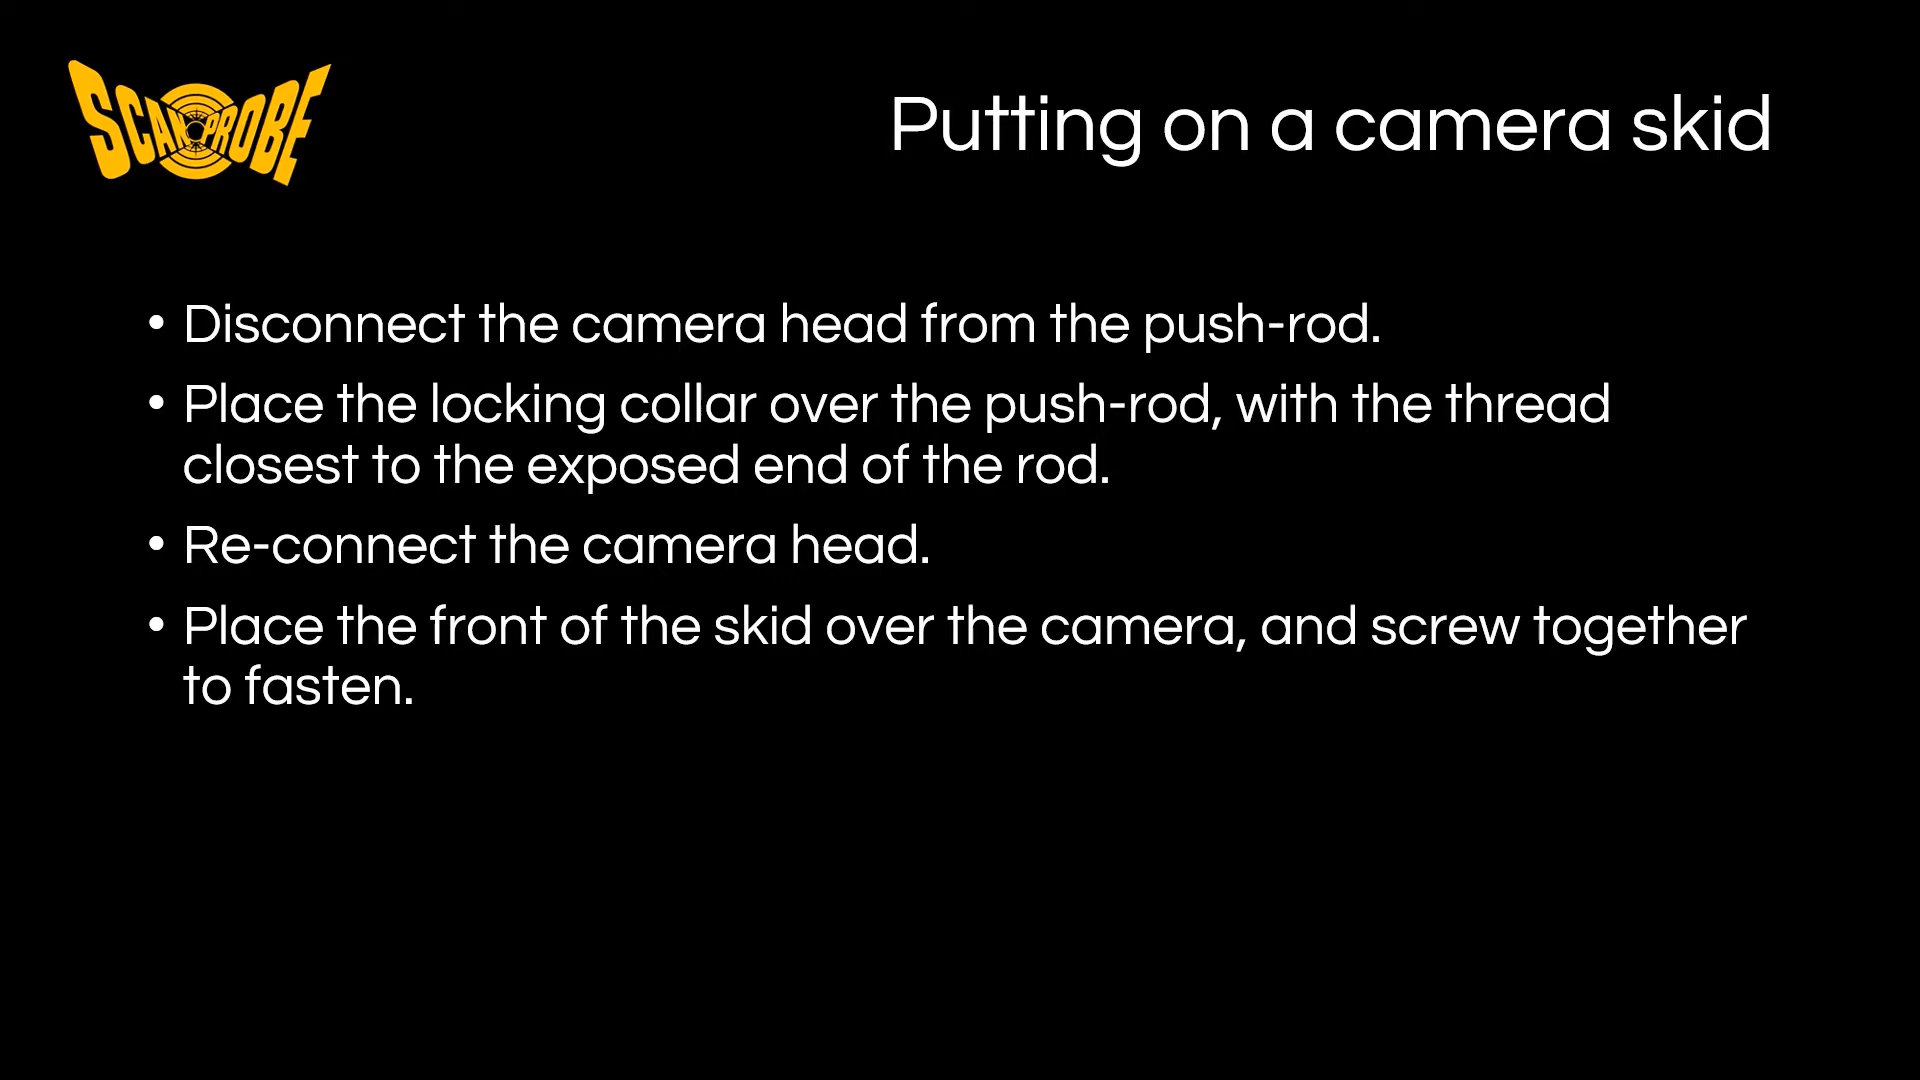 SCANPROBE
Putting on a camera skid
• Disconnect the camera head from the push-rod.
• Place the locking collar over the push-rod, with the thread
closest to the exposed end of the rod.
• Re-connect the camera head.
• Place the front of the skid over the camera, and screw together
to fasten.